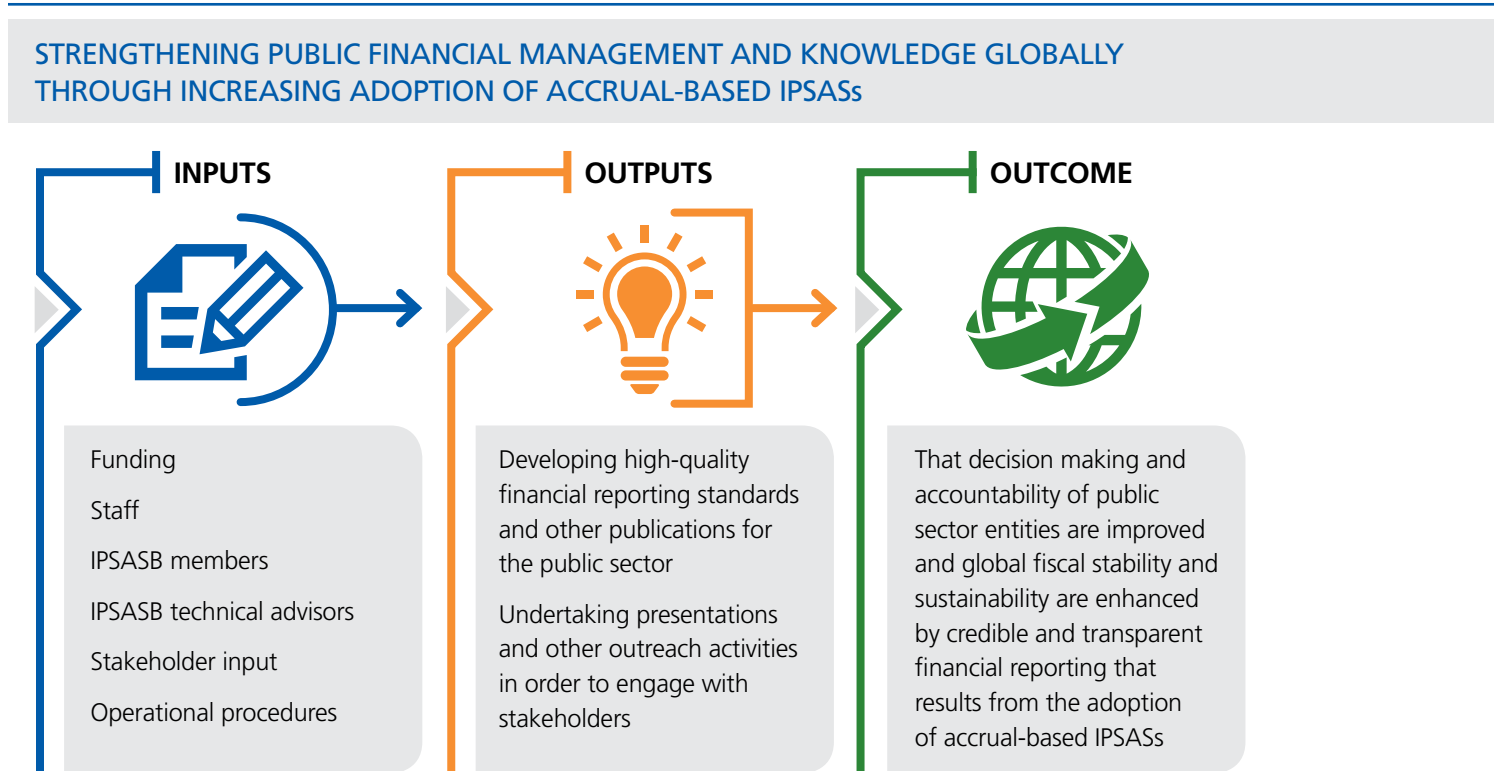 STRENGTHENING PUBLIC FINANCIAL MANAGEMENT AND KNOWLEDGE GLOBALLY
THROUGH INCREASING ADOPTION OF ACCRUAL-BASED IPSASs
INPUTS
Funding
Staff
IPSASB members
IPSASB technical advisors
Stakeholder input
Operational procedures
OUTPUTS
Developing high-quality
financial reporting standards
and other publications for
the public sector
Undertaking presentations
and other outreach activities
in order to engage with
stakeholders
OUTCOME
That decision making and
accountability of public
sector entities are improved
and global fiscal stability and
sustainability are enhanced
by credible and transparent
financial reporting that
results from the adoption
of accrual-based IPSASs